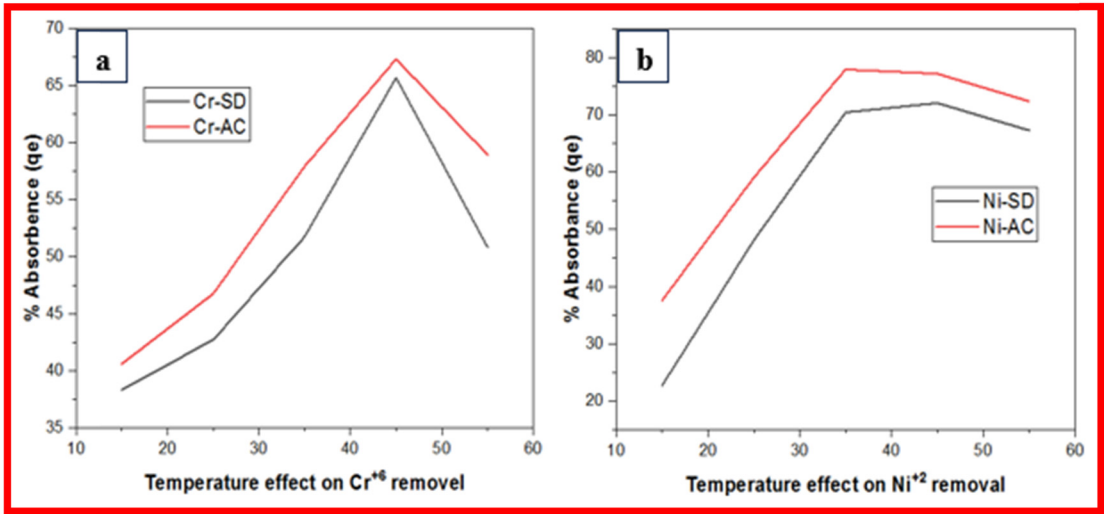 a
Cr-SD
Cr-AC
% Absorbence (qe)
70
65
60
55
50
45
40
35
10
20
30
40
50
60
Temperature effect on Cr+6 removel
b
Ni-SD
Ni-AC
% Absorbance (qe)
80
70
60
50
40
30
20
10
20
30
40
50
60
Temperature effect on Ni+2 removal